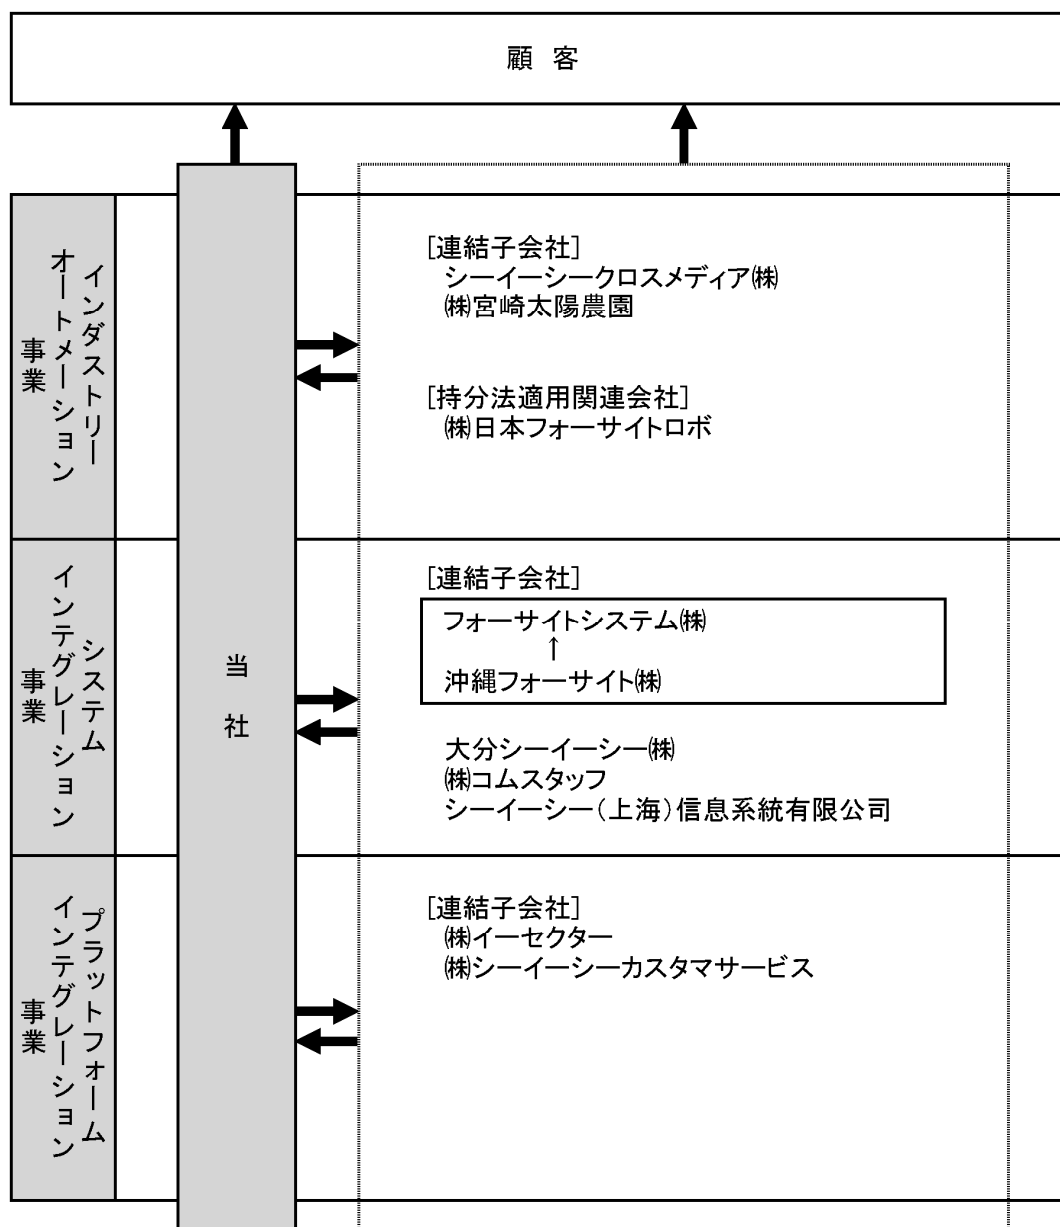 顧 客
インダストリー
オートメーション
事業
[連結子会社]
シーイーシークロスメディア㈱
㈱宮崎太陽農園
[持分法適用関連会社]
㈱日本フォーサイトロボ
システム
インテグレーション
事業
当社
[連結子会社]
フォーサイトシステム㈱
↑
沖縄フォーサイト㈱
大分シーイーシー㈱
㈱コムスタッフ
シーイーシー(上海)信息系統有限公司
プラットフォーム
インテグレーション
事業
[連結子会社]
㈱イーセクター
㈱シーイーシーカスタマサービス